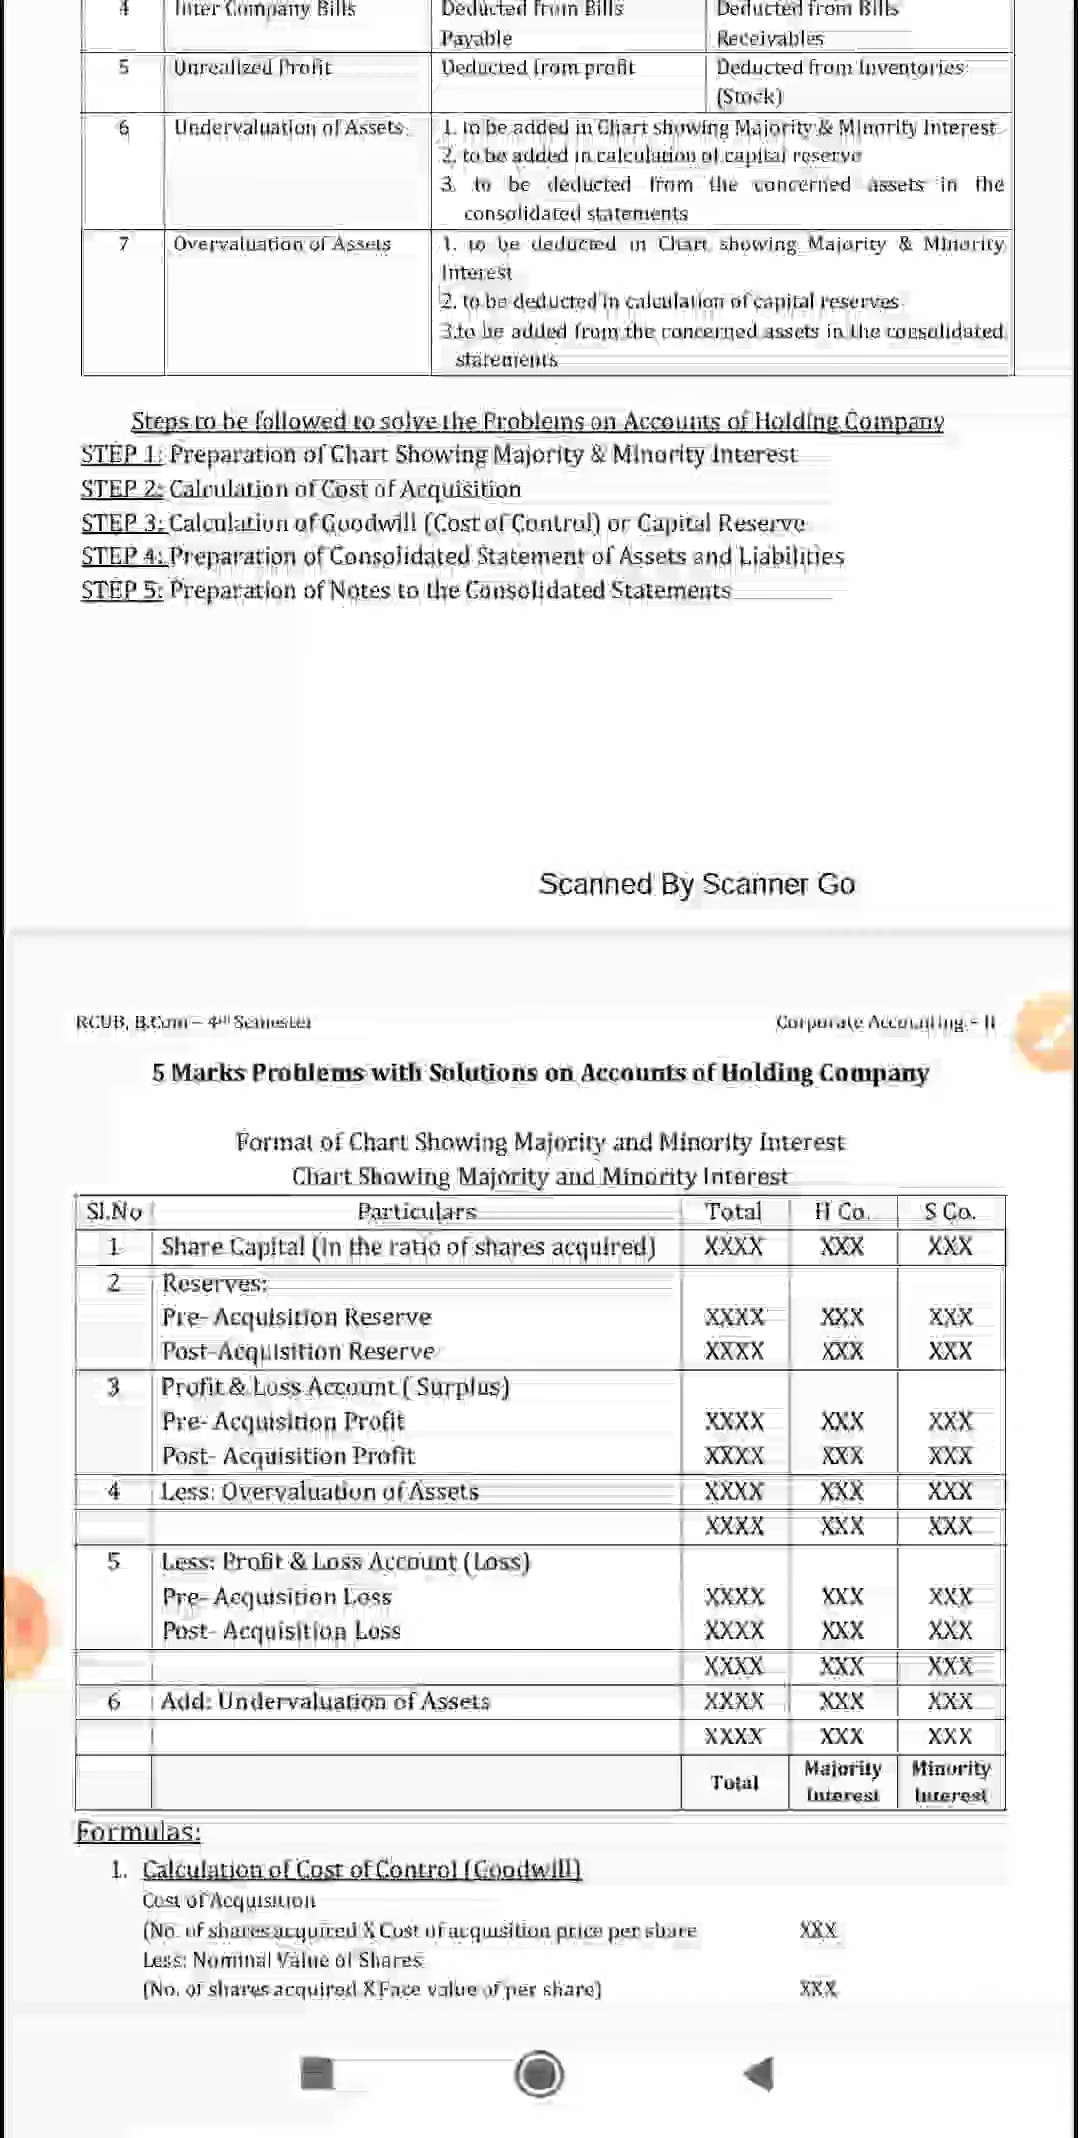 4 Inter Company Bills Deducted from Bills Deducted from Bills
Payable Receivables
5 Unrealized Profit Deducted from profit Deducted from Inventories
(Stock)
6 Undervaluation of Assets 1. to be added in Chart showing Majority & Minority Interest
2. to be added in calculation of capital reserve
3. to be deducted from the concerned assets in the
consolidated statements
7 Overvaluation of Assets 1. to be deducted in Chart showing Majority & Minority
Interest
2. to be deducted in calculation of capital reserves
3.to be added from the concerned assets in the consolidated
statements
Steps to be followed to solve the Problems on Accounts of Holding Company
STEP 1: Preparation of Chart Showing Majority & Minority Interest
STEP 2: Calculation of Cost of Acquisition
STEP 3: Calculation of Goodwill (Cost of Control) or Capital Reserve
STEP 4: Preparation of Consolidated Statement of Assets and Liabilities
STEP 5: Preparation of Notes to the Consolidated Statements
Scanned By Scanner Go
RCUB, B.Com – 4th Semester Corporate Accounting - II
5 Marks Problems with Solutions on Accounts of Holding Company
Format of Chart Showing Majority and Minority Interest
Chart Showing Majority and Minority Interest
Sl.No Particulars Total H Co. S Co.
1 Share Capital (In the ratio of shares acquired) XXXX XXX XXX
2 Reserves:
Pre- Acquisition Reserve XXXX XXX XXX
Post-Acquisition Reserve XXXX XXX XXX
3 Profit & Loss Account ( Surplus)
Pre- Acquisition Profit XXXX XXX XXX
Post- Acquisition Profit XXXX XXX XXX
4 Less: Overvaluation of Assets XXXX XXX XXX
XXXX XXX XXX
5 Less: Profit & Loss Account (Loss)
Pre- Acquisition Loss XXXX XXX XXX
Post- Acquisition Loss XXXX XXX XXX
XXXX XXX XXX
6 Add: Undervaluation of Assets XXXX XXX XXX
XXXX XXX XXX
Total Majority Interest Minority Interest
Formulas:
1. Calculation of Cost of Control (Goodwill)
Cost of Acquisition
(No. of shares acquired X Cost of acquisition price per share XXX
Less: Nominal Value of Shares
(No. of shares acquired X Face value of per share) XXX